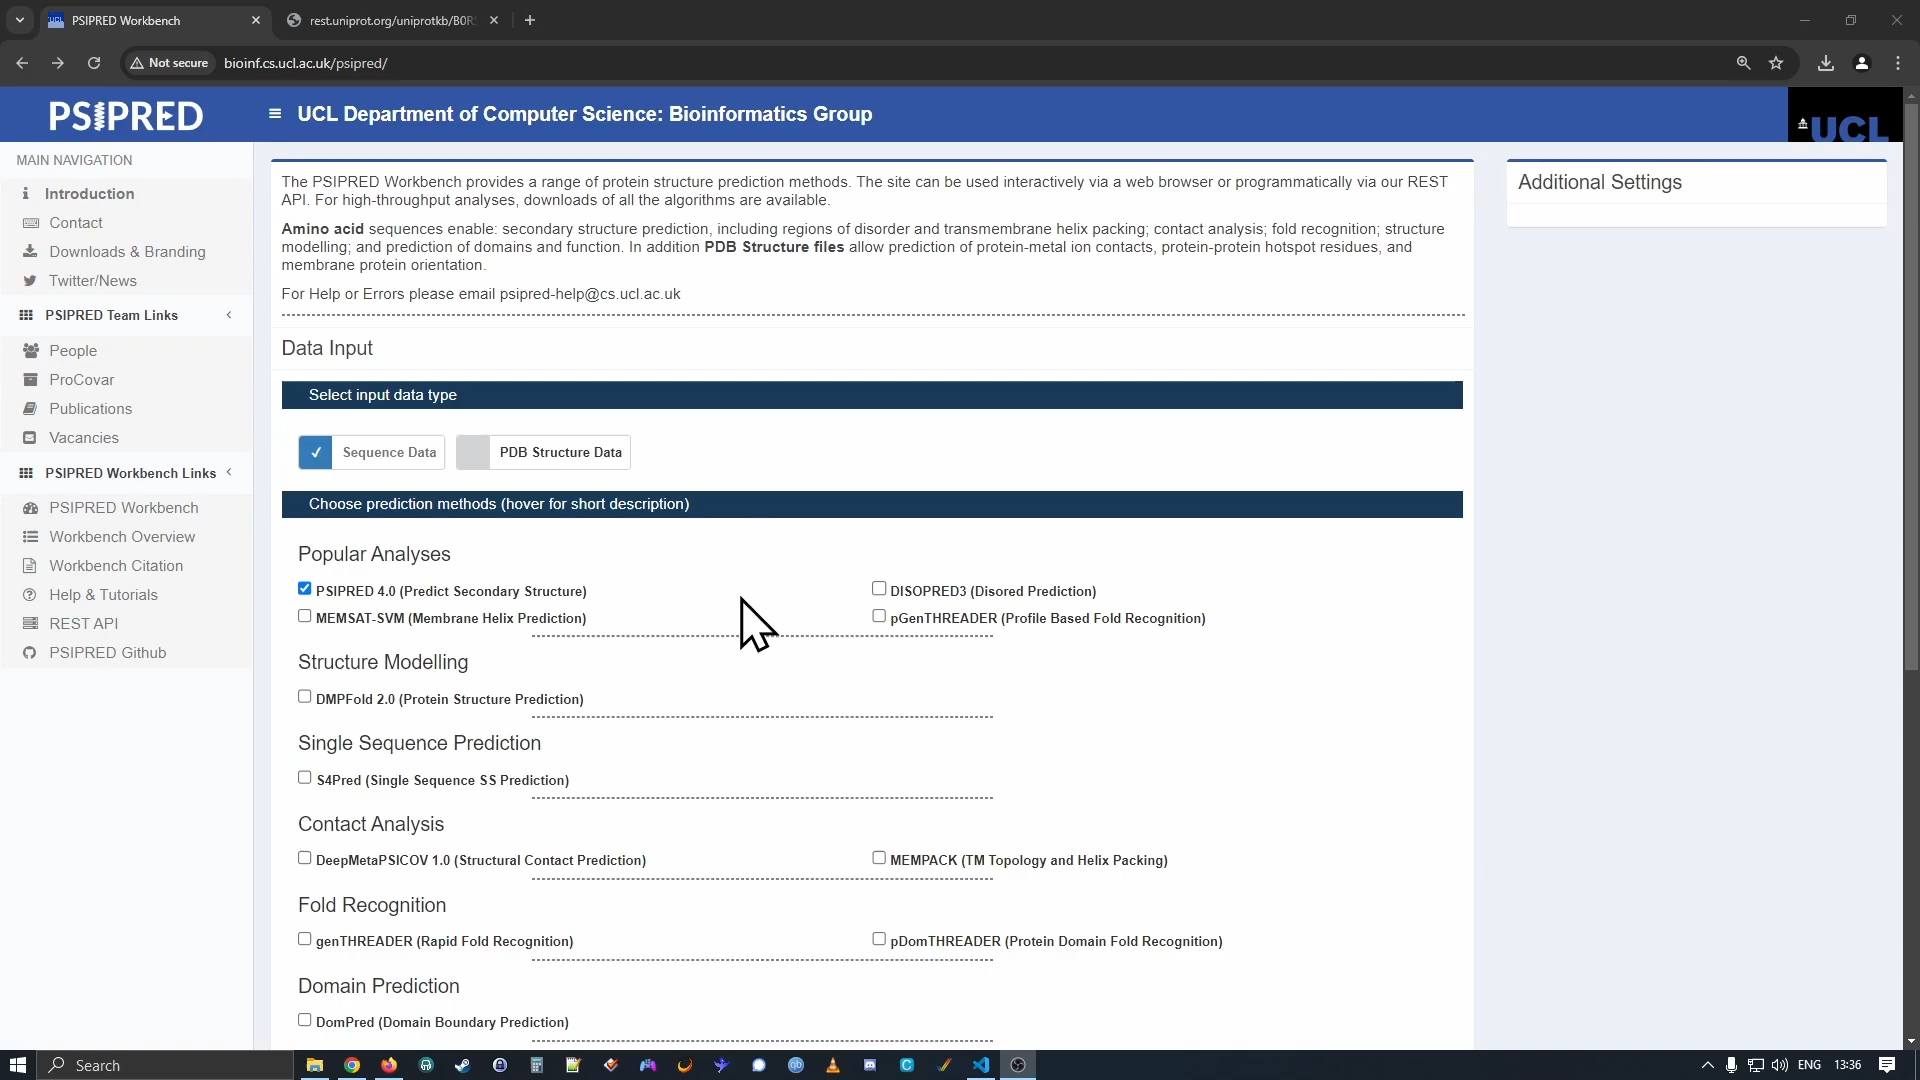 PSIPRED Workbench
rest.uniprot.org/uniprotkb/B0R
Not secure
bioinf.cs.ucl.ac.uk/psipred/
PSIPRED
UCL Department of Computer Science: Bioinformatics Group
UCL
MAIN NAVIGATION
Introduction
Contact
Downloads & Branding
Twitter/News
PSIPRED Team Links
People
ProCovar
Publications
Vacancies
PSIPRED Workbench Links
PSIPRED Workbench
Workbench Overview
Workbench Citation
Help & Tutorials
REST API
PSIPRED Github
The PSIPRED Workbench provides a range of protein structure prediction methods. The site can be used interactively via a web browser or programmatically via our REST
API. For high-throughput analyses, downloads of all the algorithms are available.
Amino acid sequences enable: secondary structure prediction, including regions of disorder and transmembrane helix packing; contact analysis; fold recognition; structure
modelling; and prediction of domains and function. In addition PDB Structure files allow prediction of protein-metal ion contacts, protein-protein hotspot residues, and
membrane protein orientation.
For Help or Errors please email psipred-help@cs.ucl.ac.uk
Data Input
Select input data type
Sequence Data
PDB Structure Data
Choose prediction methods (hover for short description)
Popular Analyses
PSIPRED 4.0 (Predict Secondary Structure)
DISOPRED3 (Disored Prediction)
MEMSAT-SVM (Membrane Helix Prediction)
pGenTHREADER (Profile Based Fold Recognition)
Structure Modelling
DMPFold 2.0 (Protein Structure Prediction)
Single Sequence Prediction
S4Pred (Single Sequence SS Prediction)
Contact Analysis
DeepMetaPSICOV 1.0 (Structural Contact Prediction)
MEMPACK (TM Topology and Helix Packing)
Fold Recognition
genTHREADER (Rapid Fold Recognition)
pDomTHREADER (Protein Domain Fold Recognition)
Domain Prediction
DomPred (Domain Boundary Prediction)
Additional Settings
Search
ENG
13:36